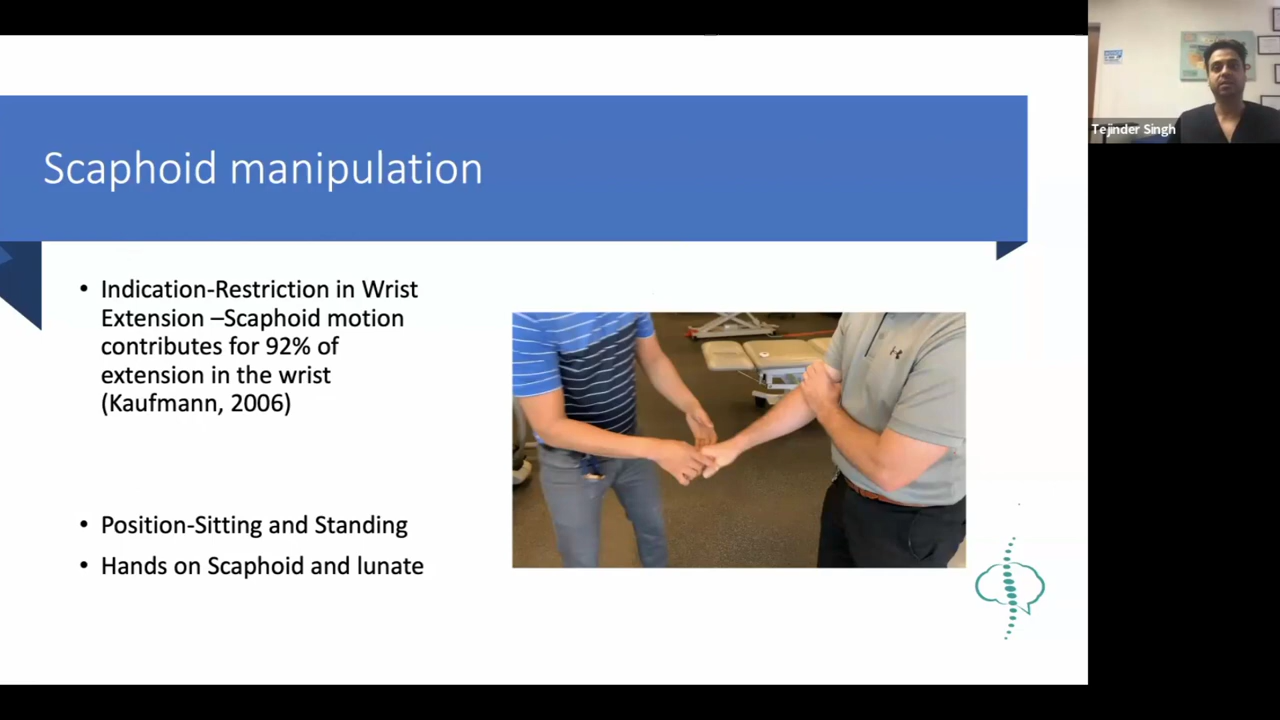 Scaphoid manipulation
• Indication-Restriction in Wrist
Extension –Scaphoid motion
contributes for 92% of
extension in the wrist
(Kaufmann, 2006)
• Position-Sitting and Standing
• Hands on Scaphoid and lunate
Tejinder Singh